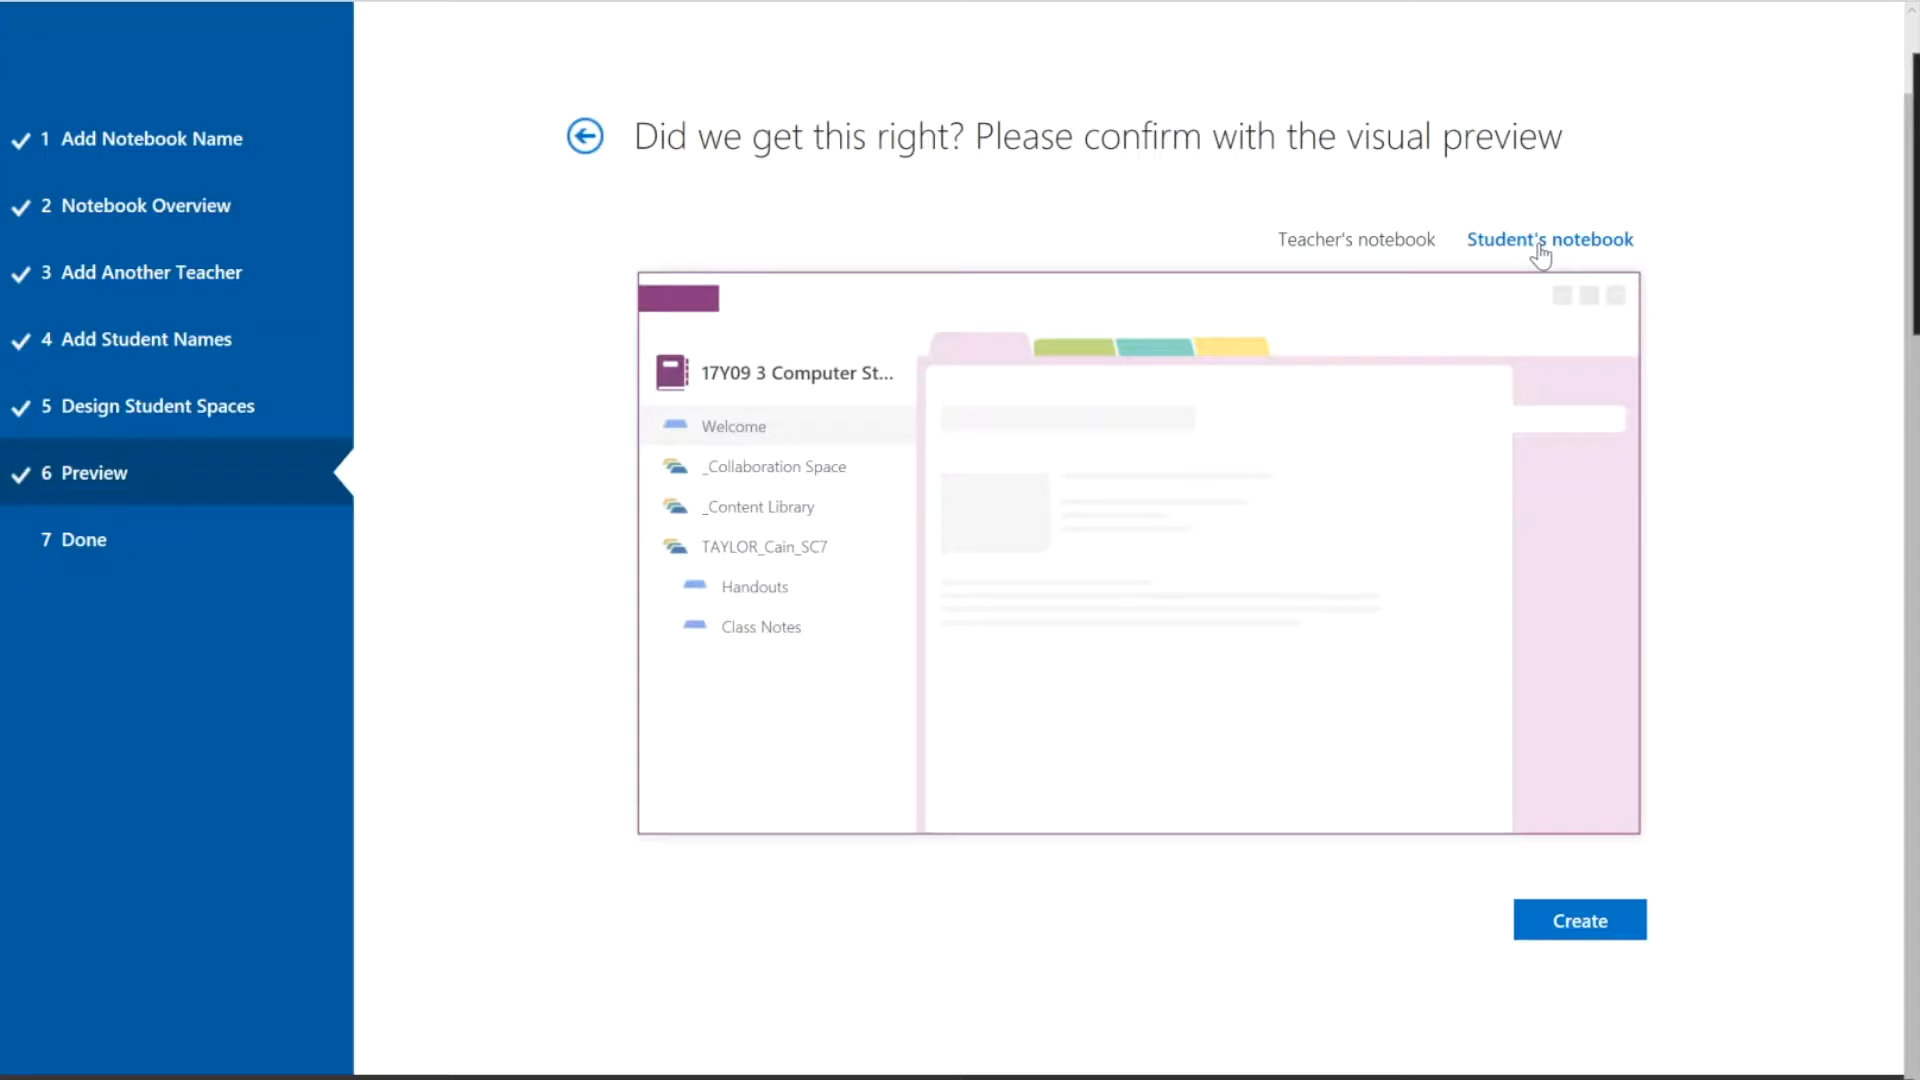 1 Add Notebook Name
2 Notebook Overview
3 Add Another Teacher
4 Add Student Names
5 Design Student Spaces
6 Preview
7 Done
Did we get this right? Please confirm with the visual preview
Teacher's notebook
Student's notebook
17Y09 3 Computer St...
Welcome
_Collaboration Space
_Content Library
TAYLOR_Cain_SC7
Handouts
Class Notes
Create